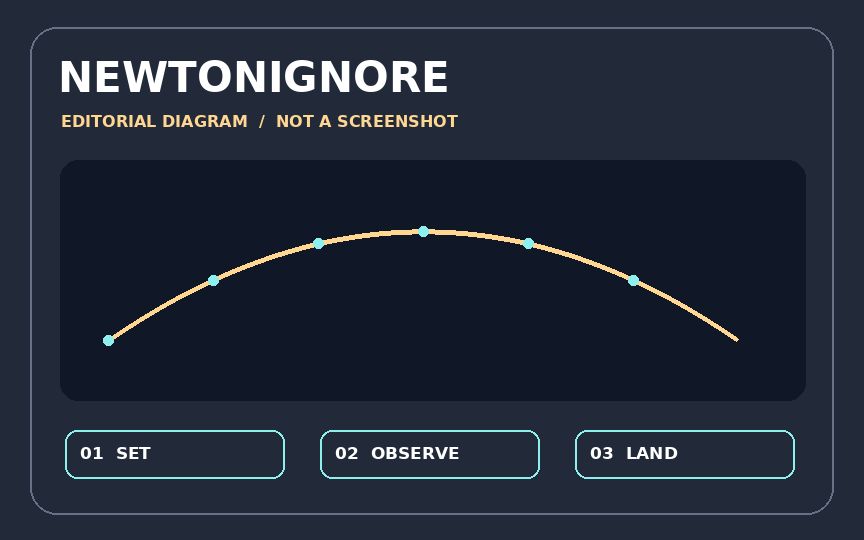 NEWTONIGNORE
EDITORIAL DIAGRAM / NOT A SCREENSHOT
01 SET
02 OBSERVE
03 LAND